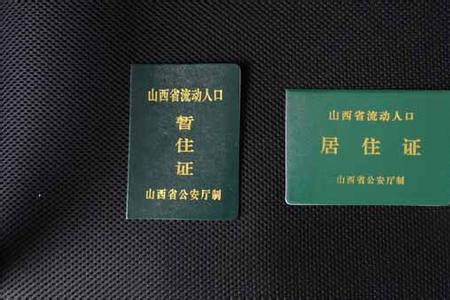 山西省流动人口
暂
住
证
山西省公安厅制
山西省流动人口
居住证
山西省公安厅制